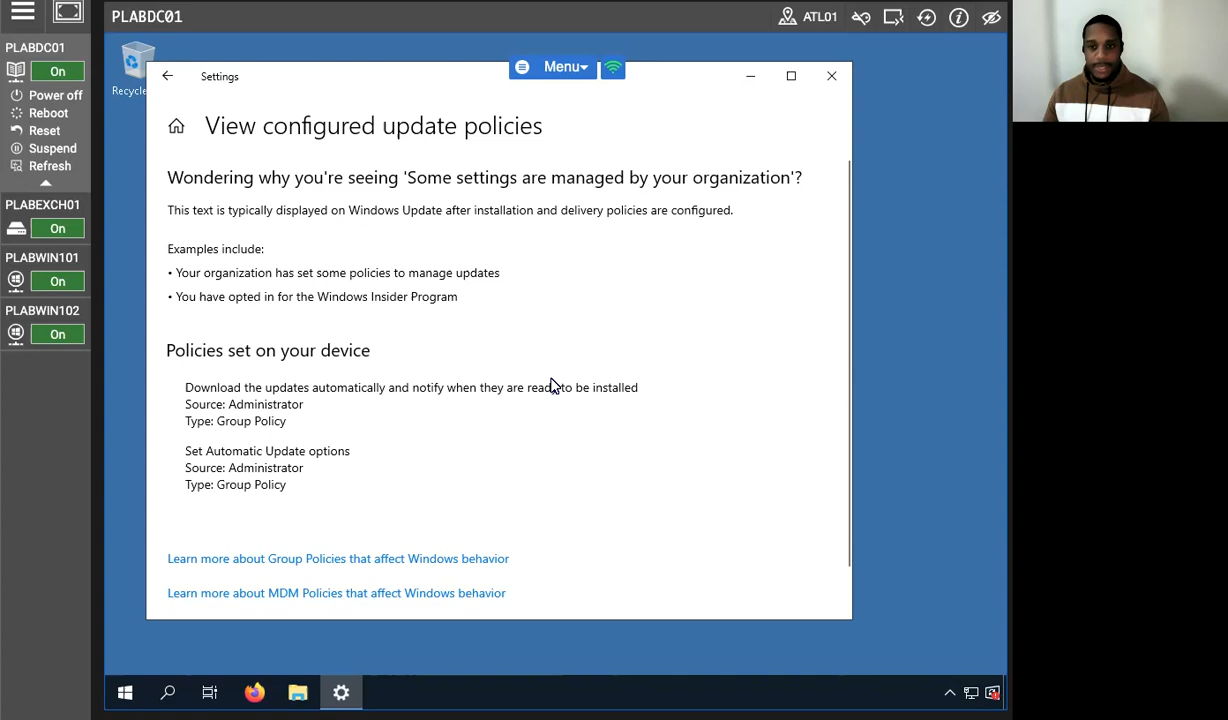 PLABDC01
ATL01
PLABDC01
On
Power off
Reboot
Reset
Suspend
Refresh
PLABEXCH01
On
PLABWIN101
On
PLABWIN102
On
Recycle
Settings
Menu
View configured update policies
Wondering why you're seeing 'Some settings are managed by your organization'?
This text is typically displayed on Windows Update after installation and delivery policies are configured.
Examples include:
• Your organization has set some policies to manage updates
• You have opted in for the Windows Insider Program
Policies set on your device
Download the updates automatically and notify when they are ready to be installed
Source: Administrator
Type: Group Policy
Set Automatic Update options
Source: Administrator
Type: Group Policy
Learn more about Group Policies that affect Windows behavior
Learn more about MDM Policies that affect Windows behavior